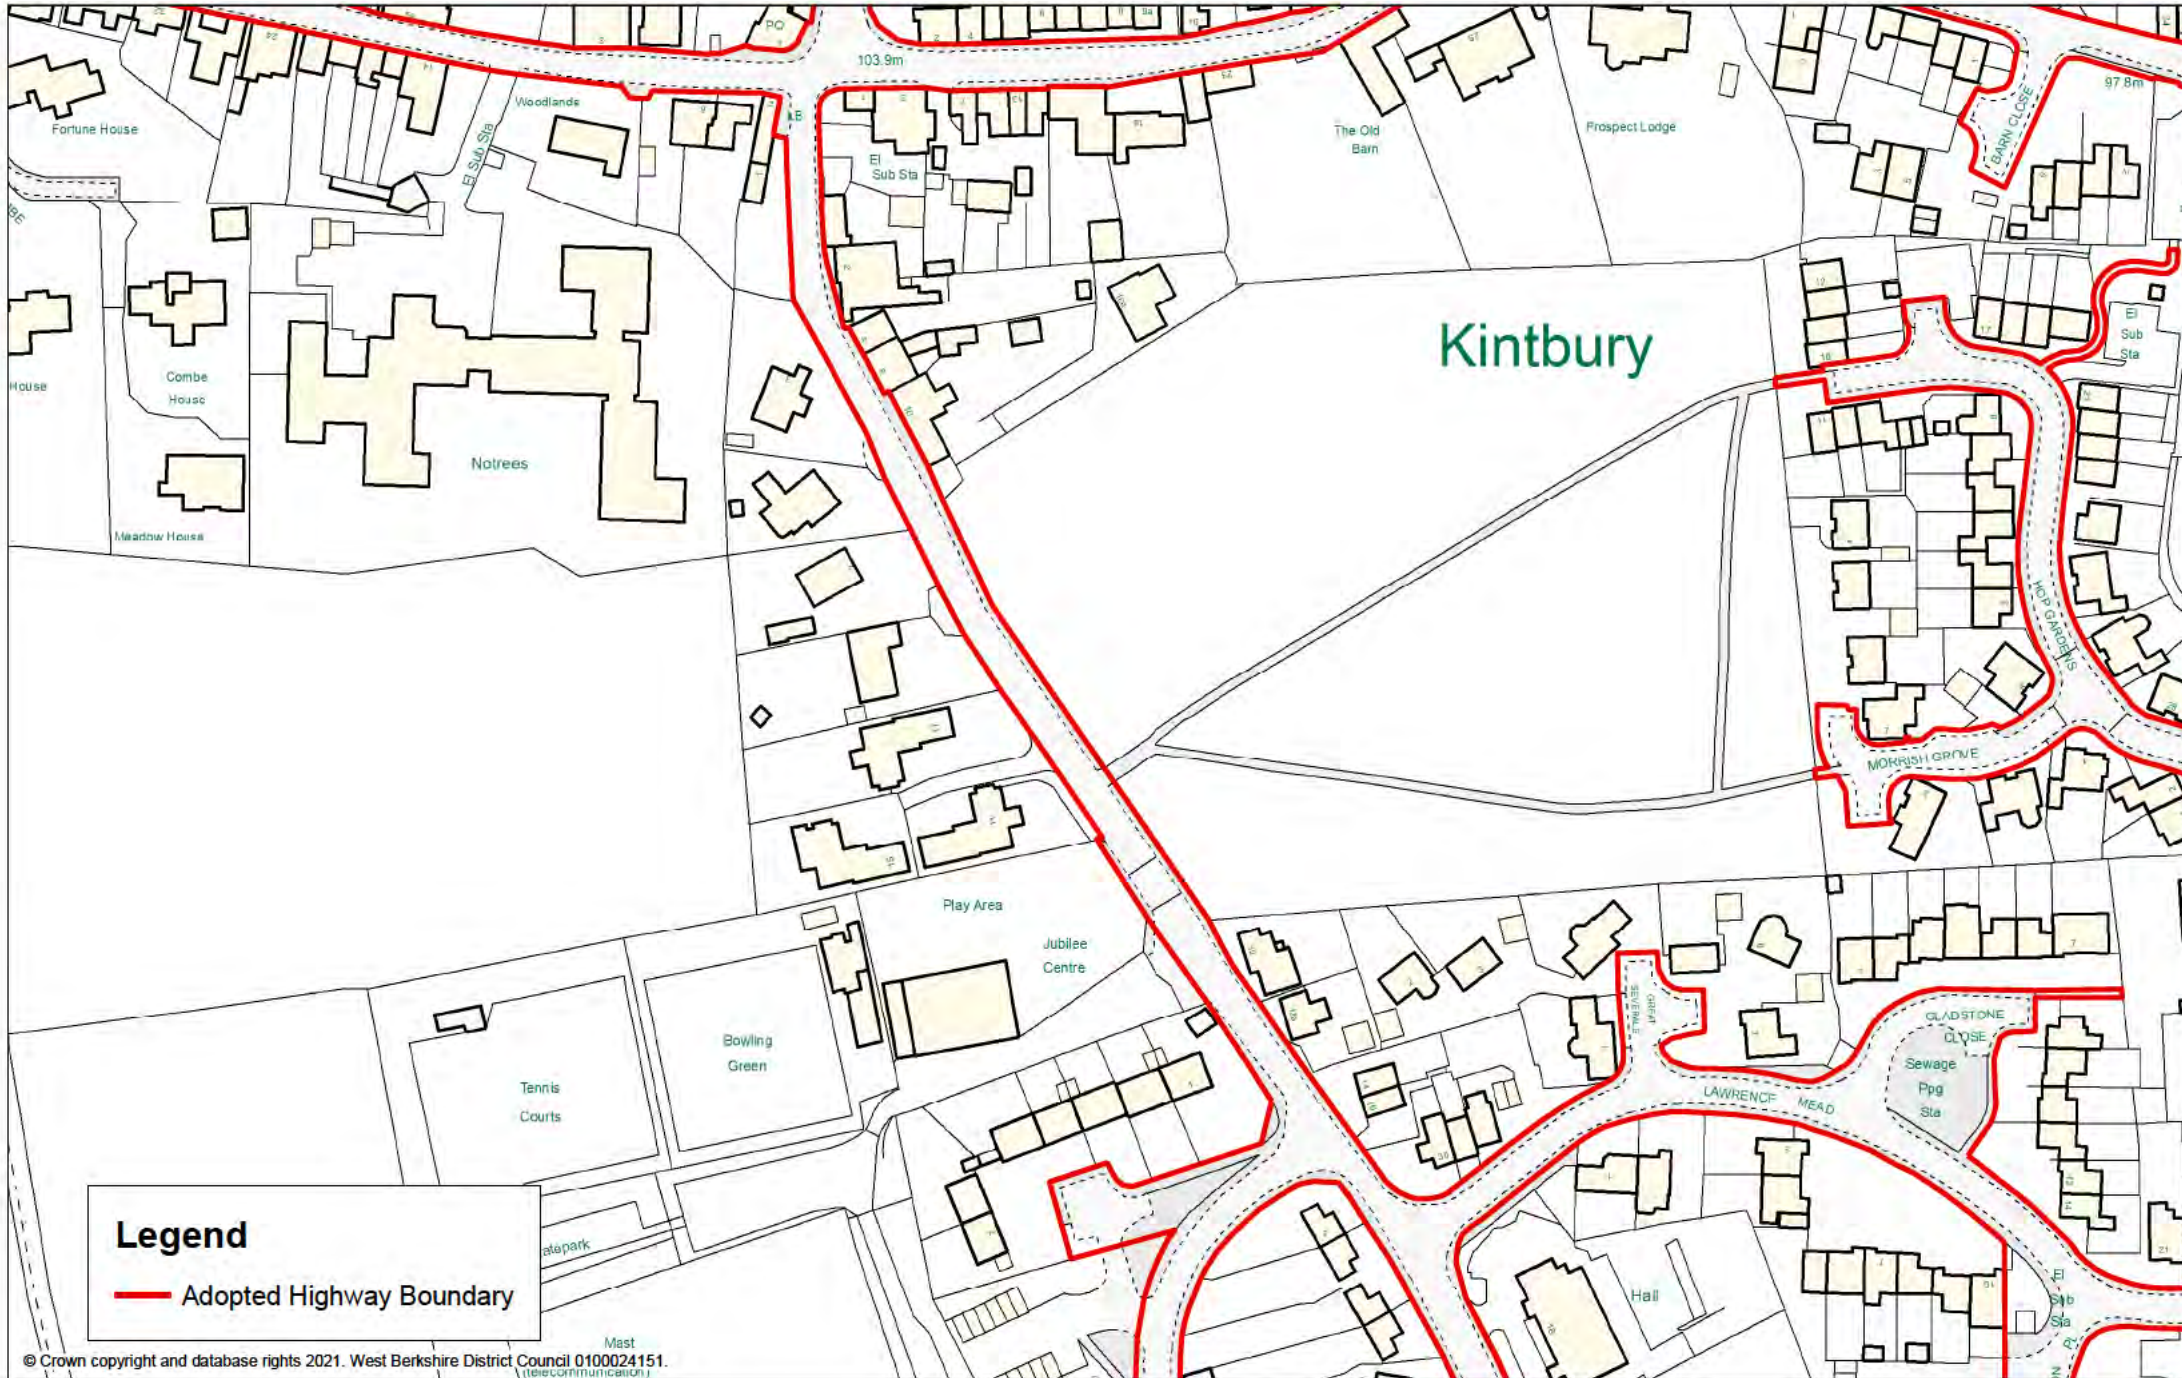 PO
103.9m
97.8m
Woodlands
Fortune House
El Sub Sta
LB
El
Sub Sta
The Old
Barn
Prospect Lodge
BARN CLOSE
Kintbury
El
Sub
Sta
Combe
House
House
Notrees
Meadow House
HOP GARDENS
MORRISH GROVE
Play Area
Jubilee
Centre
Bowling
Green
Tennis
Courts
GREAT
SEVERALS
GLADSTONE
CLOSE
Sewage
Ppg
Sta
LAWRENCE MEAD
Hall
El
Sub
Sta
atepark
Mast
(telecommunication)
Legend
Adopted Highway Boundary
© Crown copyright and database rights 2021. West Berkshire District Council 0100024151.